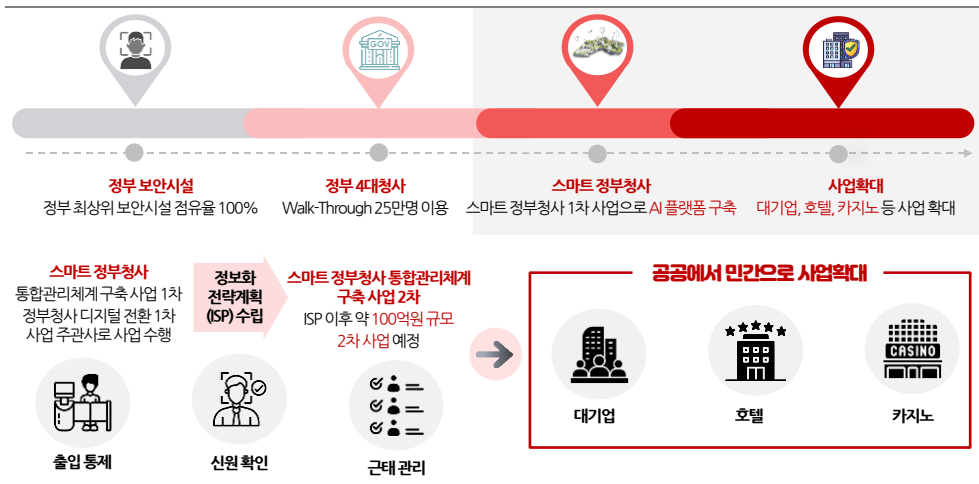 GOV
정부 보안시설
정부 최상위 보안시설 점유율 100%
정부 4대청사
Walk-Through 25만명 이용
스마트 정부청사
스마트 정부청사 1차 사업으로 AI 플랫폼 구축
사업확대
대기업, 호텔, 카지노 등 사업 확대
스마트 정부청사
통합관리체계 구축 사업 1차
정부청사 디지털 전환 1차
사업 주관사로 사업 수행
정보화
전략계획
(ISP) 수립
스마트 정부청사 통합관리체계
구축 사업 2차
ISP 이후 약 100억원 규모
2차 사업 예정
출입 통제
신원 확인
근태 관리
공공에서 민간으로 사업확대
대기업
호텔
CASINO
카지노